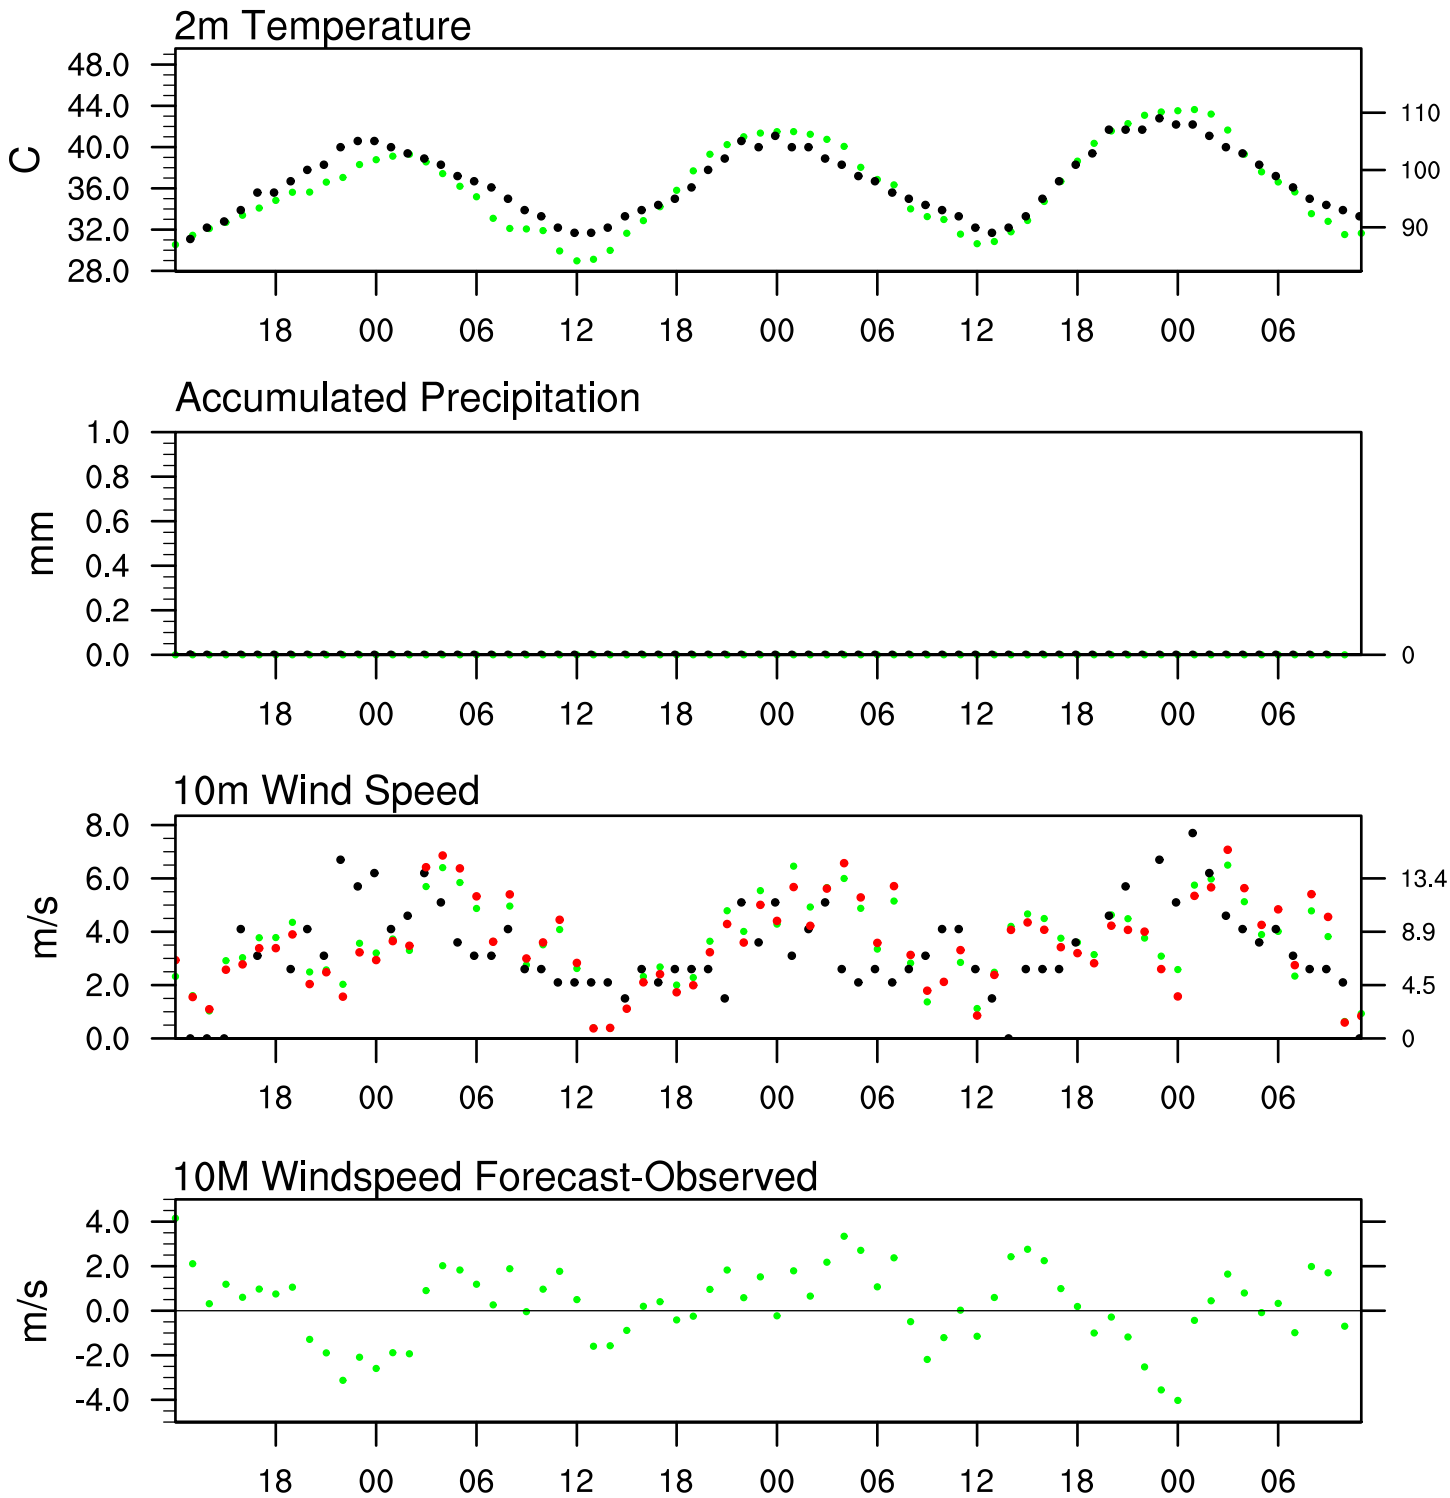 2m Temperature
48.0
44.0
110
40.0
C
100
36.0
32.0
90
28.0
18 00 06 12 18 00 06 12 18 00 06
Accumulated Precipitation
1.0
0.8
0.6
mm
0.4
0.2
0.0
0
18 00 06 12 18 00 06 12 18 00 06
10m Wind Speed
8.0
6.0
13.4
m/s
4.0
8.9
2.0
4.5
0.0
0
18 00 06 12 18 00 06 12 18 00 06
10M Windspeed Forecast-Observed
4.0
2.0
m/s
0.0
-2.0
-4.0
18 00 06 12 18 00 06 12 18 00 06